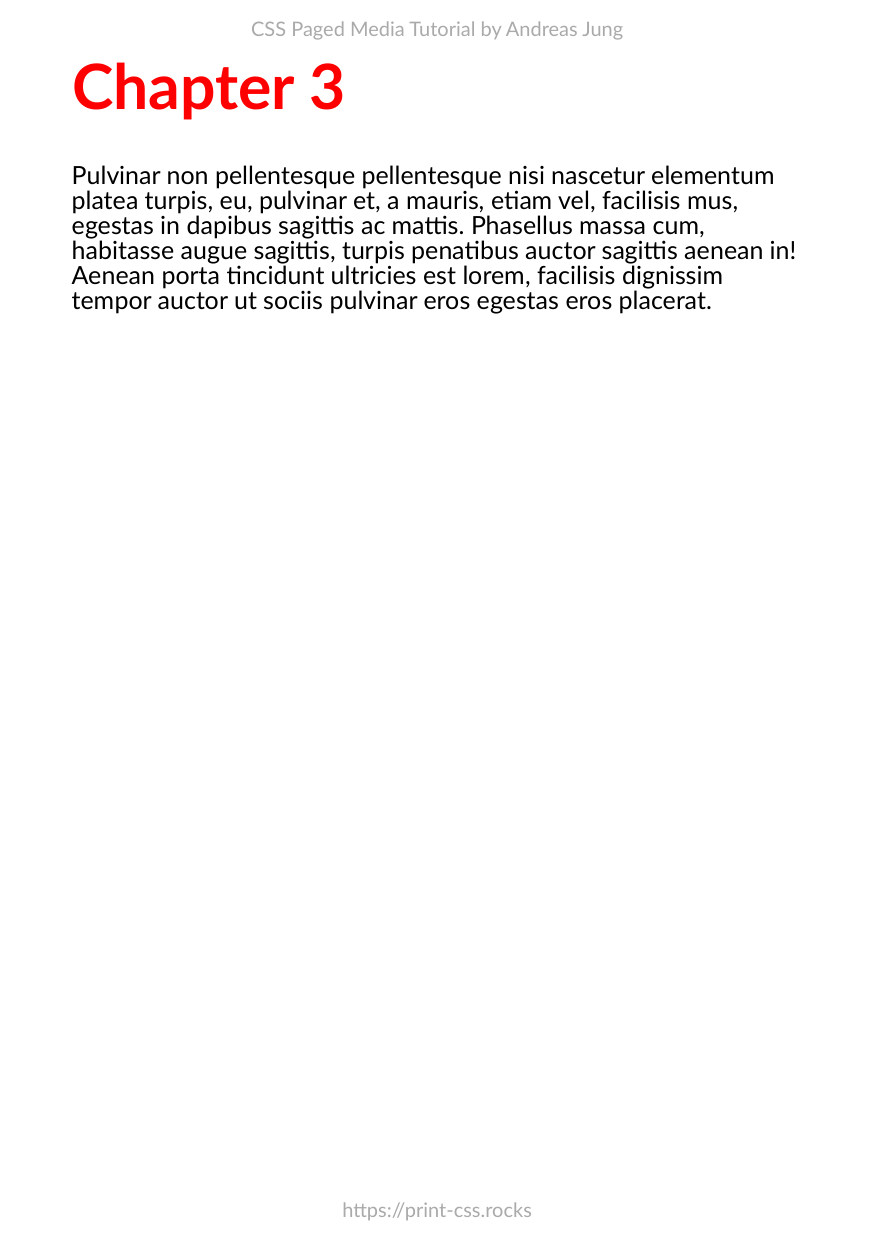 CSS Paged Media Tutorial by Andreas Jung
Chapter 3
Pulvinar non pellentesque pellentesque nisi nascetur elementum
platea turpis, eu, pulvinar et, a mauris, etiam vel, facilisis mus,
egestas in dapibus sagittis ac mattis. Phasellus massa cum,
habitasse augue sagittis, turpis penatibus auctor sagittis aenean in!
Aenean porta tincidunt ultricies est lorem, facilisis dignissim
tempor auctor ut sociis pulvinar eros egestas eros placerat.
https://print-css.rocks